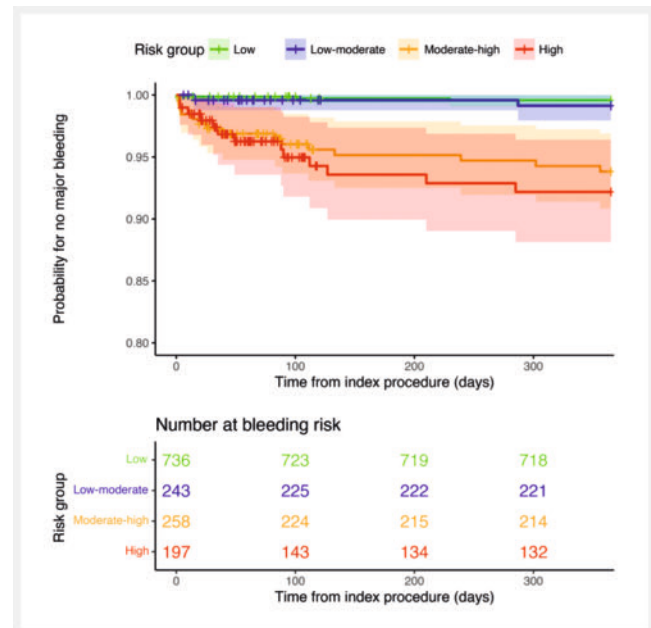 Risk group Low Low-moderate Moderate-high High
Probability for no major bleeding
1.00
0.95
0.90
0.85
0.80
0 100 200 300
Time from index procedure (days)
Number at bleeding risk
Risk group
Low 736 723 719 718
Low-moderate 243 225 222 221
Moderate-high 258 224 215 214
High 197 143 134 132
0 100 200 300
Time from index procedure (days)